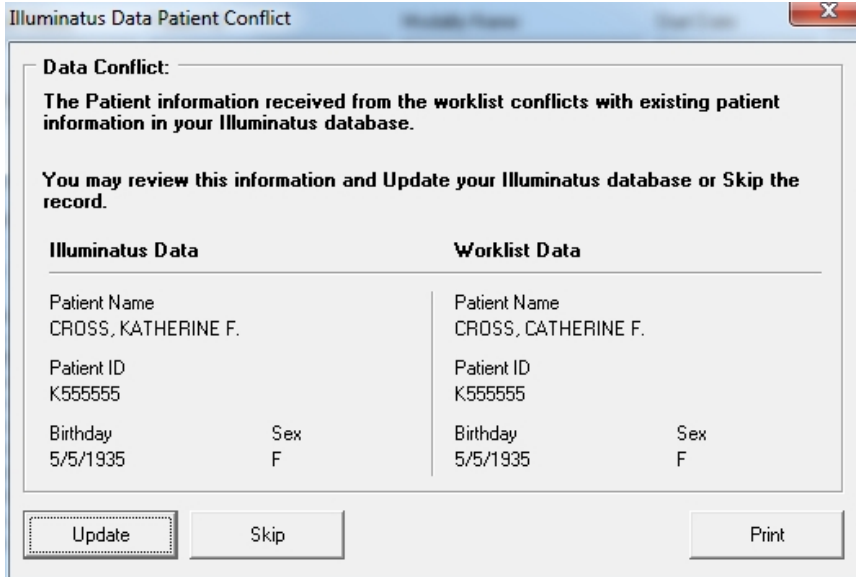 Illuminatus Data Patient Conflict
Data Conflict:
The Patient information received from the worklist conflicts with existing patient
information in your Illuminatus database.
You may review this information and Update your Illuminatus database or Skip the
record.
Illuminatus Data
Worklist Data
Patient Name
CROSS, KATHERINE F.
Patient ID
K555555
Birthday Sex
5/5/1935 F
Patient Name
CROSS, CATHERINE F.
Patient ID
K555555
Birthday Sex
5/5/1935 F
Update Skip Print